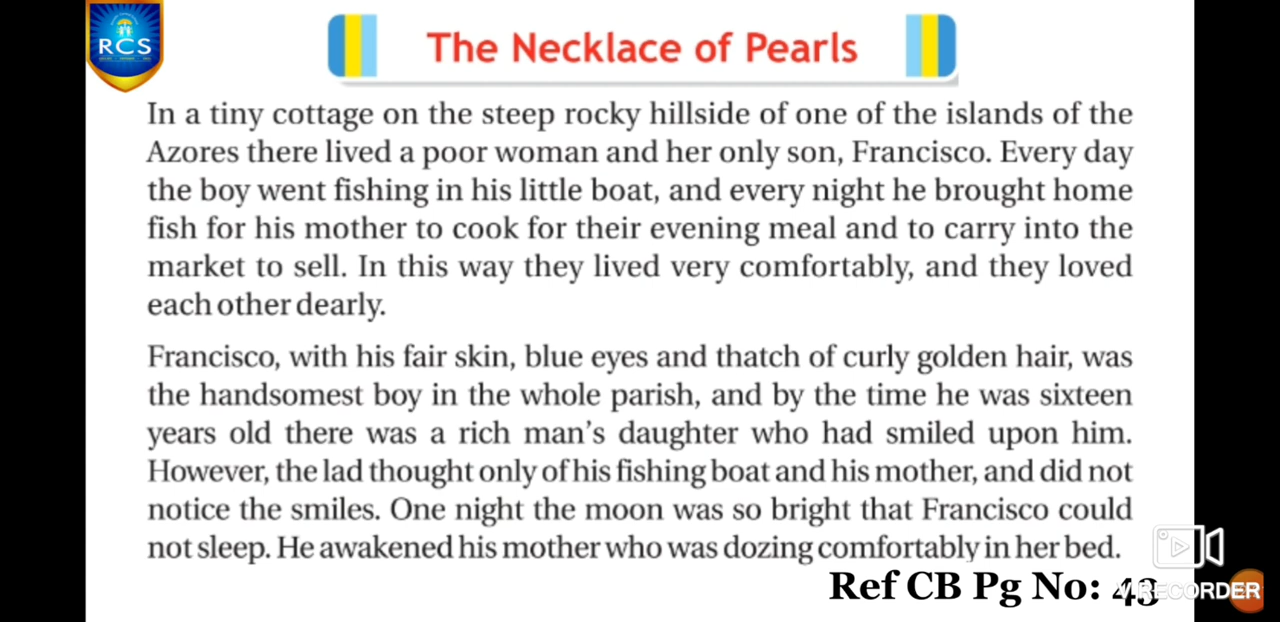 RCS
The Necklace of Pearls
In a tiny cottage on the steep rocky hillside of one of the islands of the
Azores there lived a poor woman and her only son, Francisco. Every day
the boy went fishing in his little boat, and every night he brought home
fish for his mother to cook for their evening meal and to carry into the
market to sell. In this way they lived very comfortably, and they loved
each other dearly.
Francisco, with his fair skin, blue eyes and thatch of curly golden hair, was
the handsomest boy in the whole parish, and by the time he was sixteen
years old there was a rich man's daughter who had smiled upon him.
However, the lad thought only of his fishing boat and his mother, and did not
notice the smiles. One night the moon was so bright that Francisco could
not sleep. He awakened his mother who was dozing comfortably in her bed.
Ref CB Pg No: 43
V RECORDER